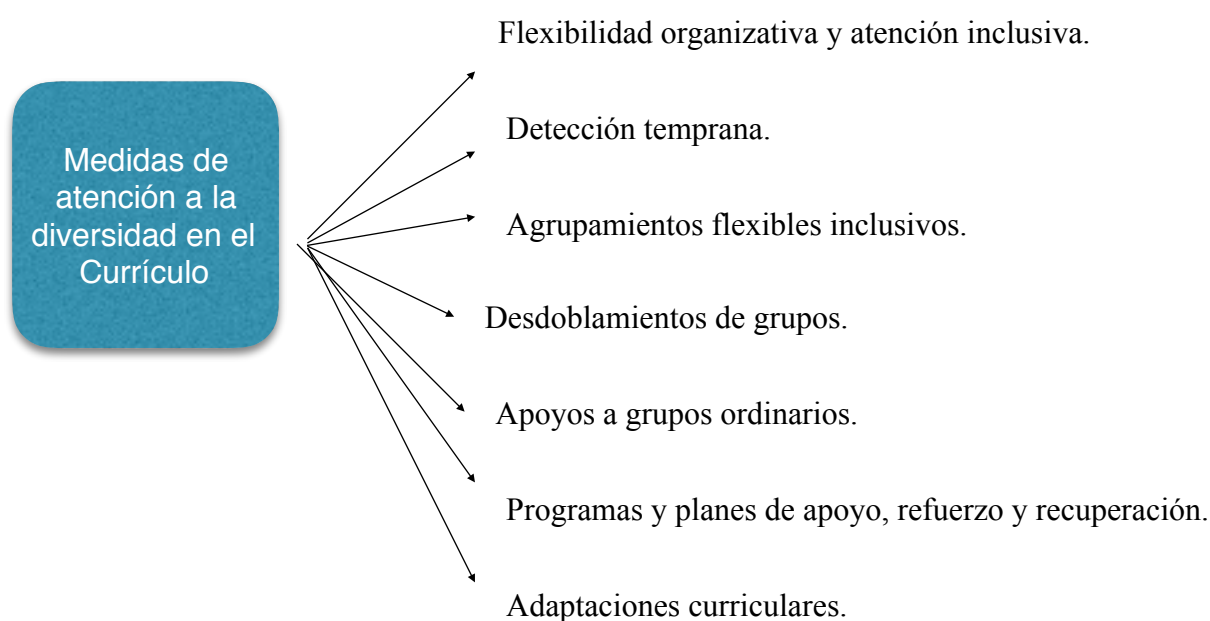 Medidas de
atención a la
diversidad en el
Currículo
Flexibilidad organizativa y atención inclusiva.
Detección temprana.
Agrupamientos flexibles inclusivos.
Desdoblamientos de grupos.
Apoyos a grupos ordinarios.
Programas y planes de apoyo, refuerzo y recuperación.
Adaptaciones curriculares.